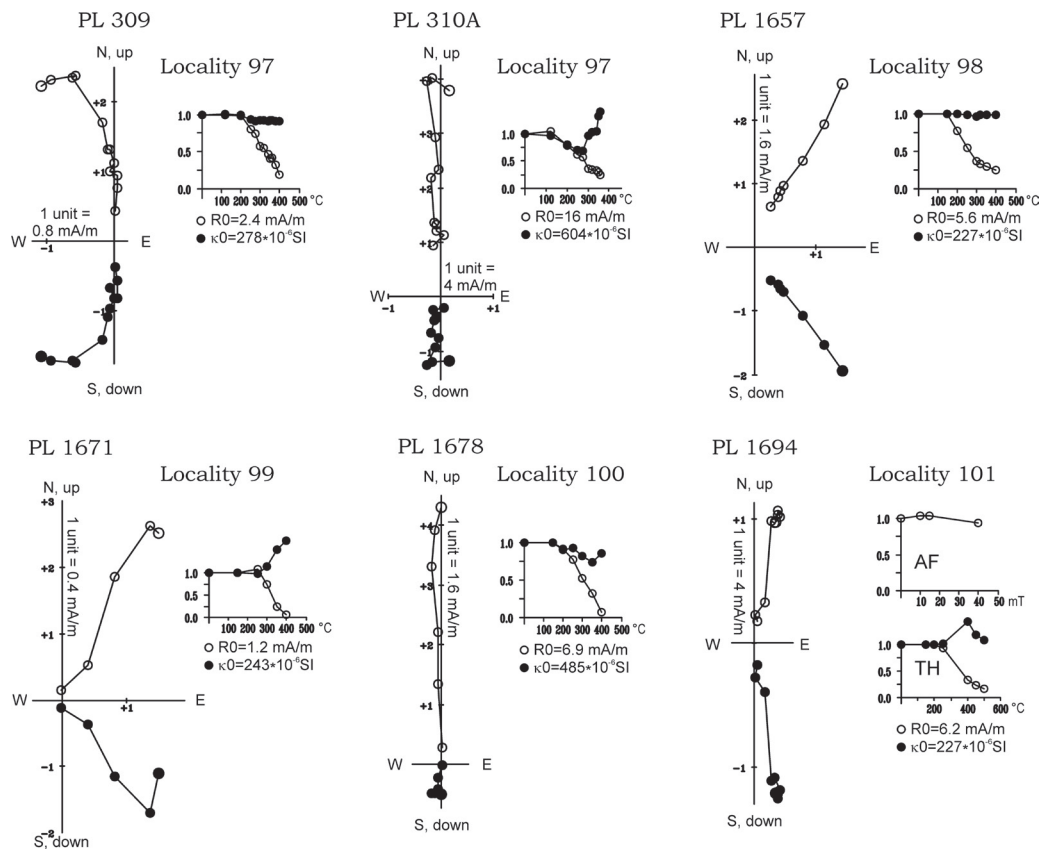 PL 309
N, up
Locality 97
+2
+1
1 unit =
0.8 mA/m
W
E
-1
-1
S, down
1.0
0.5
0.0
100 200 300 400 500 °C
R0=2.4 mA/m
κ0=278*10⁻⁶SI
PL 310A
N, up
Locality 97
+4
+3
+2
+1
1 unit =
4 mA/m
W
E
-1
+1
-1
S, down
1.5
1.0
0.5
0.0
100 200 300 400 500 °C
R0=16 mA/m
κ0=604*10⁻⁶SI
PL 1657
N, up
Locality 98
1 unit = 1.6 mA/m
+2
+1
W
E
+1
-1
-2
S, down
1.0
0.5
0.0
100 200 300 400 500 °C
R0=5.6 mA/m
κ0=227*10⁻⁶SI
PL 1671
N, up
Locality 99
+3
1 unit = 0.4 mA/m
+2
+1
W
E
+1
-1
-2
S, down
1.5
1.0
0.5
0.0
100 200 300 400 500 °C
R0=1.2 mA/m
κ0=243*10⁻⁶SI
PL 1678
N, up
Locality 100
+4
1 unit = 1.6 mA/m
+3
+2
+1
W
E
S, down
1.0
0.5
0.0
100 200 300 400 500 °C
R0=6.9 mA/m
κ0=485*10⁻⁶SI
PL 1694
N, up
Locality 101
+1
1 unit = 4 mA/m
W
E
-1
S, down
1.0
0.5
0.0
AF
10 20 30 40 50 mT
1.5
1.0
0.5
0.0
TH
200 400 600 °C
R0=6.2 mA/m
κ0=227*10⁻⁶SI